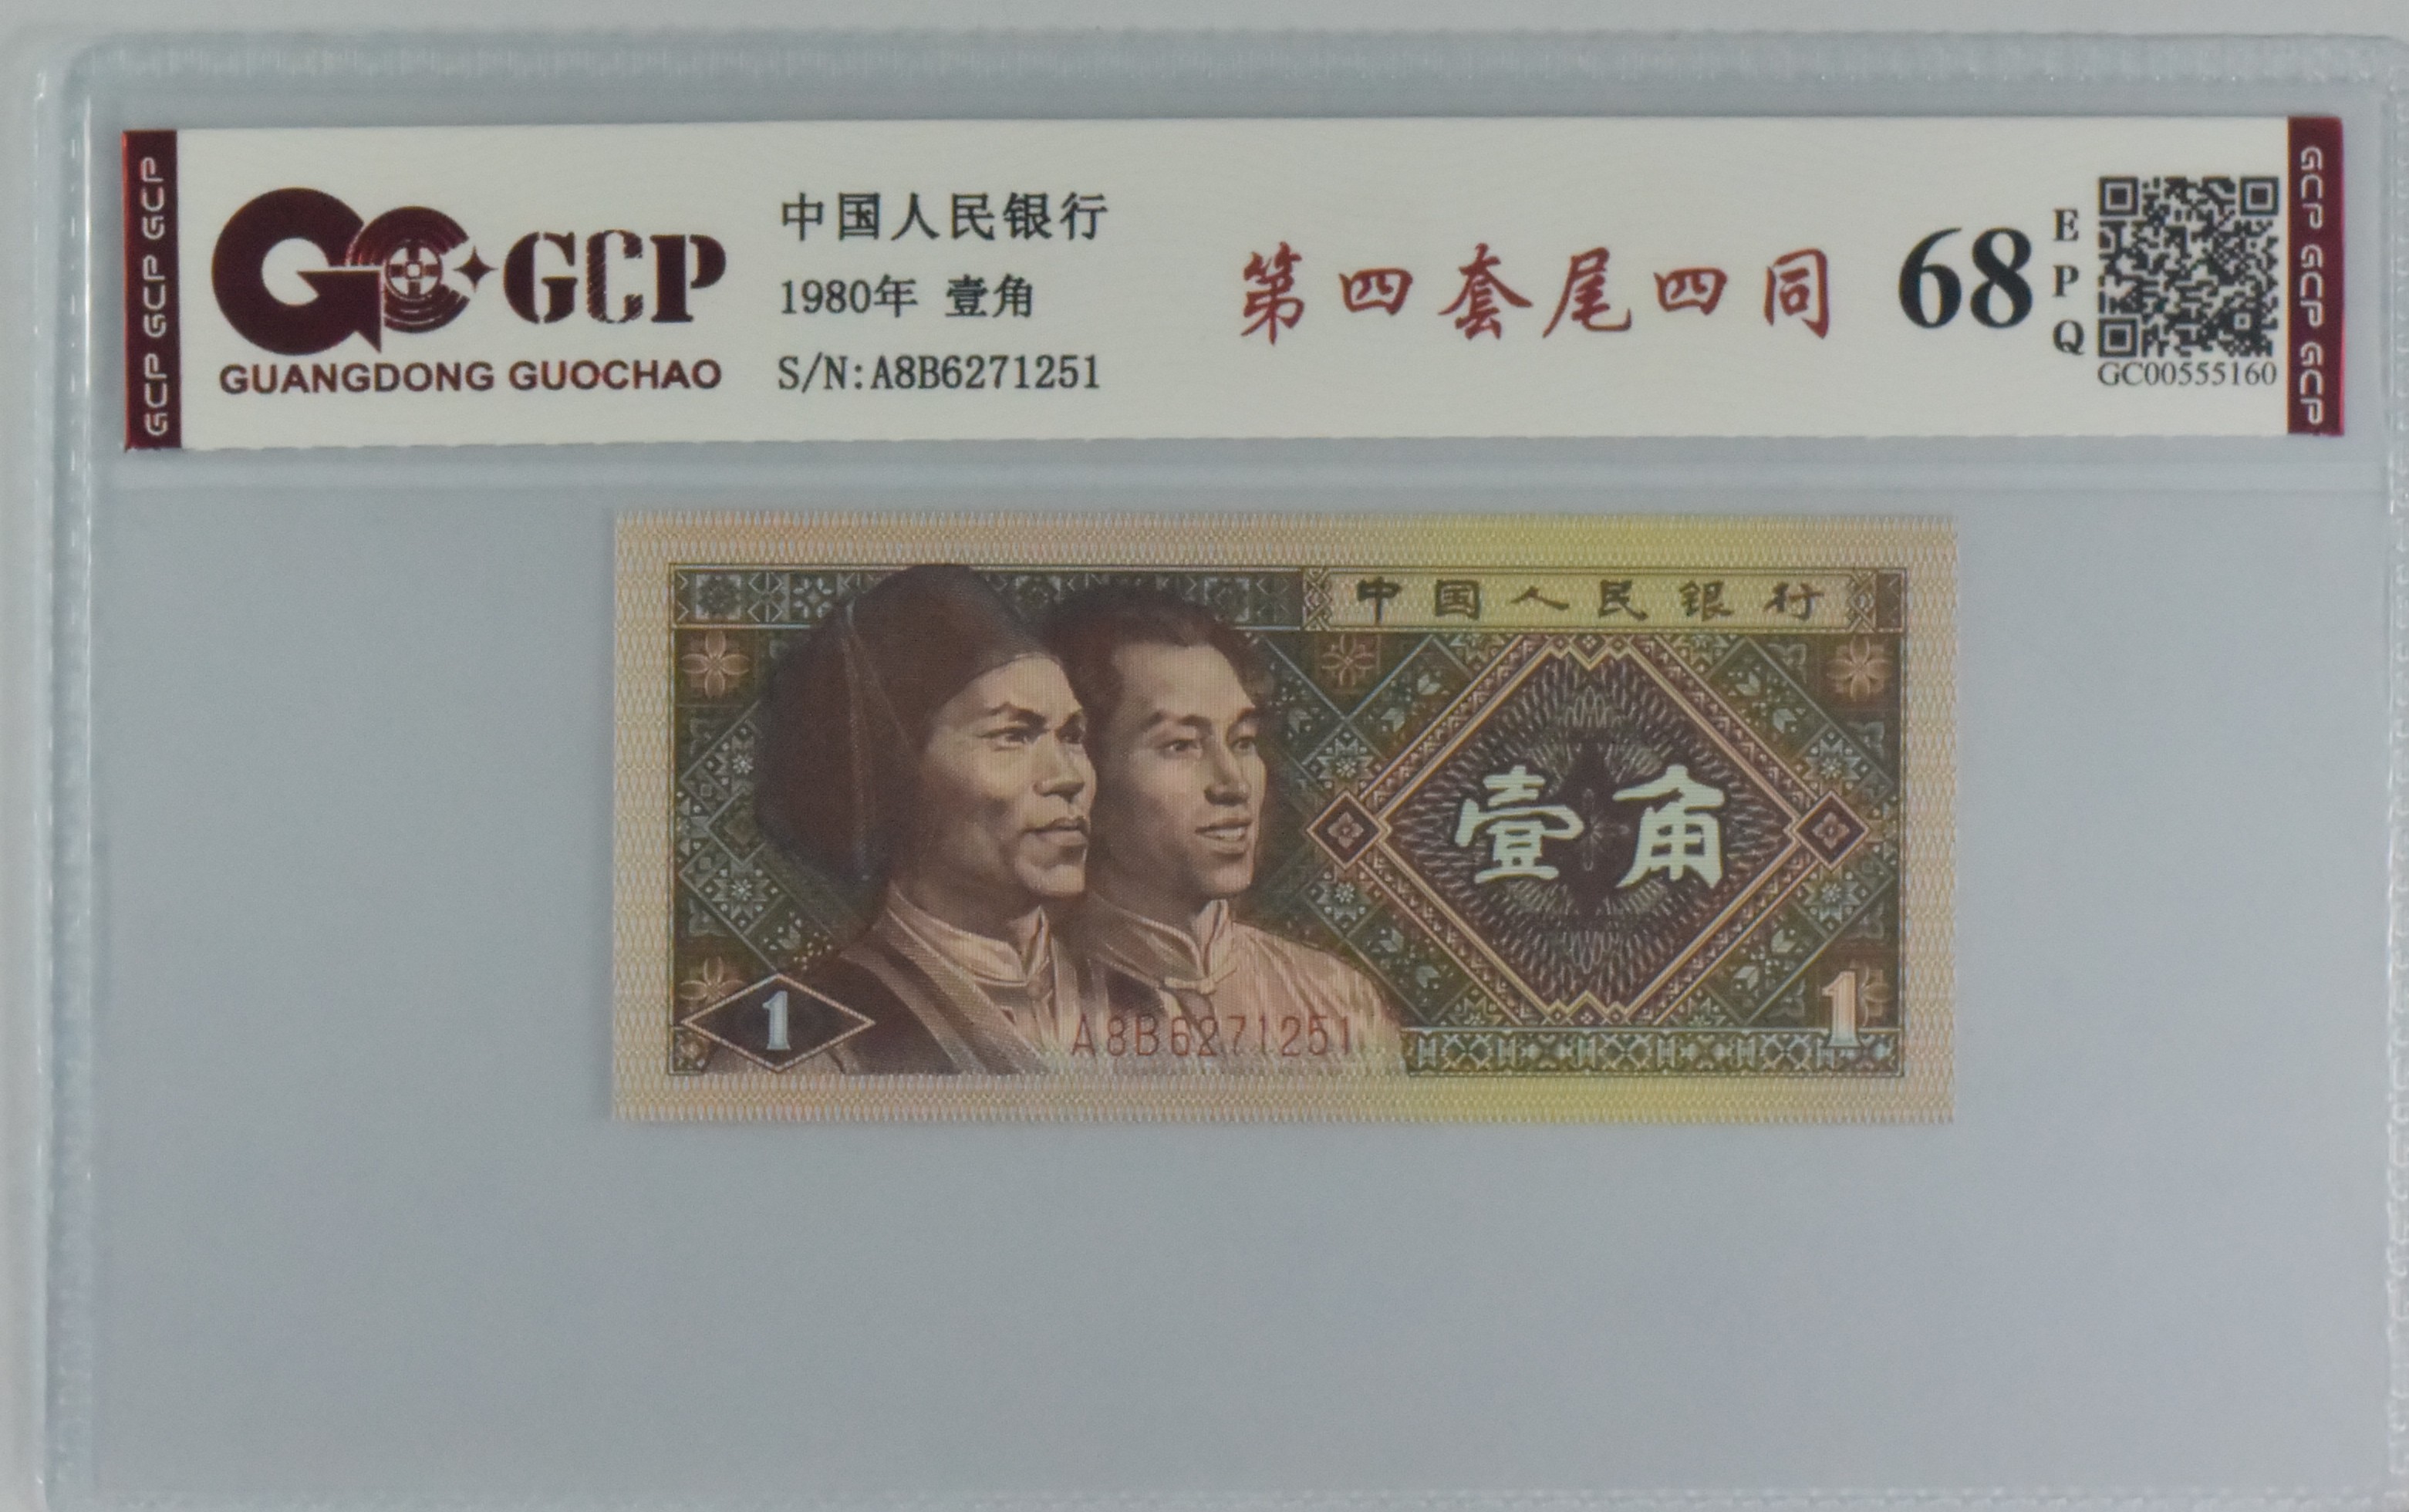 GCP GCP GCP
GCP
GUANGDONG GUOCHAO
中国人民银行
1980年 壹角
S/N:A8B6271251
第四套尾四同
68
EPQ
GC00555160
GCP GCP GCP
中国人民银行
壹角
1
A8B6271251
1